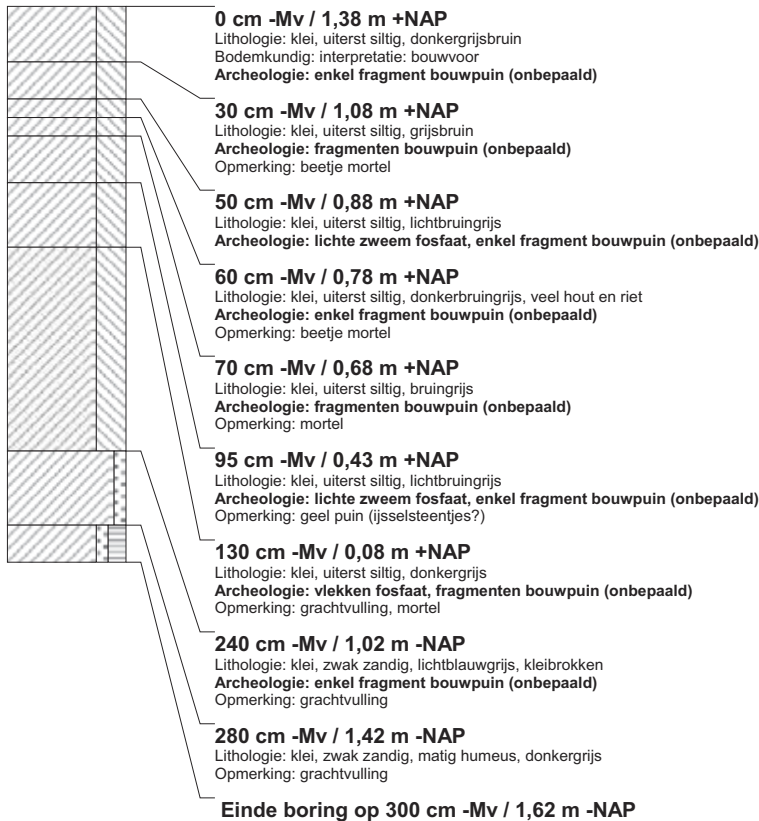 0 cm -Mv / 1,38 m +NAP
Lithologie: klei, uiterst siltig, donkergrijsbruin
Bodemkundig: interpretatie: bouwvoor
Archeologie: enkel fragment bouwpuin (onbepaald)
30 cm -Mv / 1,08 m +NAP
Lithologie: klei, uiterst siltig, grijsbruin
Archeologie: fragmenten bouwpuin (onbepaald)
Opmerking: beetje mortel
50 cm -Mv / 0,88 m +NAP
Lithologie: klei, uiterst siltig, lichtbruingrijs
Archeologie: lichte zweem fosfaat, enkel fragment bouwpuin (onbepaald)
60 cm -Mv / 0,78 m +NAP
Lithologie: klei, uiterst siltig, donkerbruingrijs, veel hout en riet
Archeologie: enkel fragment bouwpuin (onbepaald)
Opmerking: beetje mortel
70 cm -Mv / 0,68 m +NAP
Lithologie: klei, uiterst siltig, bruingrijs
Archeologie: fragmenten bouwpuin (onbepaald)
Opmerking: mortel
95 cm -Mv / 0,43 m +NAP
Lithologie: klei, uiterst siltig, lichtbruingrijs
Archeologie: lichte zweem fosfaat, enkel fragment bouwpuin (onbepaald)
Opmerking: geel puin (ijsselsteentjes?)
130 cm -Mv / 0,08 m +NAP
Lithologie: klei, uiterst siltig, donkergrijs
Archeologie: vlekken fosfaat, fragmenten bouwpuin (onbepaald)
Opmerking: grachtvulling, mortel
240 cm -Mv / 1,02 m -NAP
Lithologie: klei, zwak zandig, lichtblauwgrijs, kleibrokken
Archeologie: enkel fragment bouwpuin (onbepaald)
Opmerking: grachtvulling
280 cm -Mv / 1,42 m -NAP
Lithologie: klei, zwak zandig, matig humeus, donkergrijs
Opmerking: grachtvulling
Einde boring op 300 cm -Mv / 1,62 m -NAP